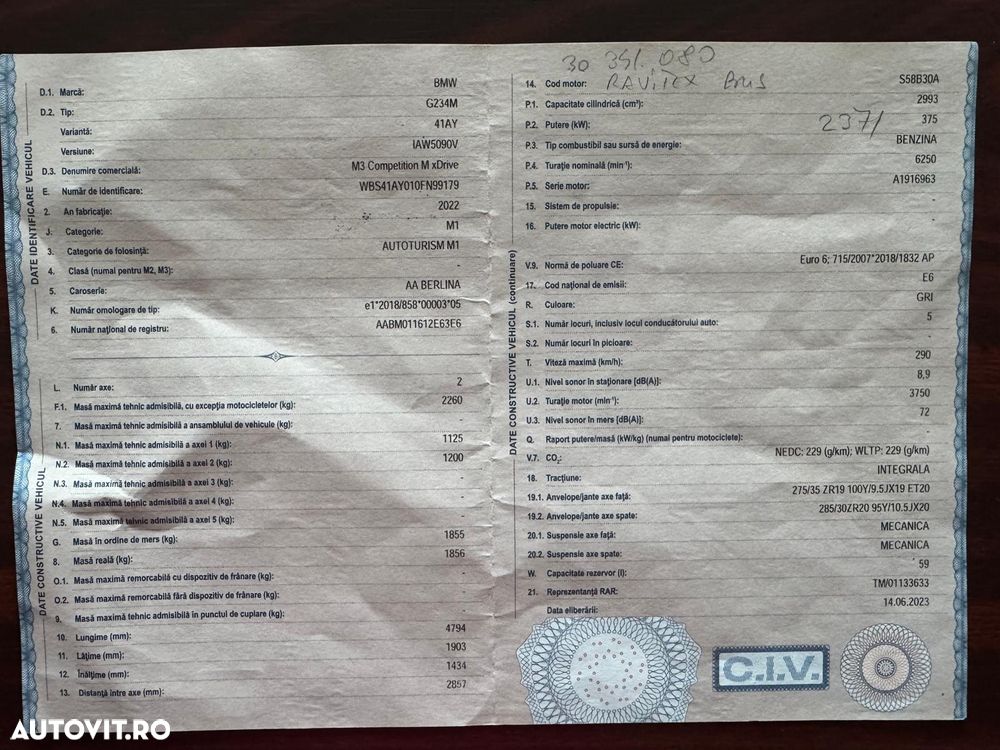 DATE IDENTIFICARE VEHICUL
D.1. Marcă: BMW
D.2. Tip: G234M
Variantă: 41AY
Versiune: IAW5090V
D.3. Denumire comercială: M3 Competition M xDrive
E. Număr de identificare: WBS41AY010FN99179
2. An fabricație: 2022
J. Categorie: M1
3. Categorie de folosință: AUTOTURISM M1
4. Clasă (numai pentru M2, M3): -
5. Caroserie: AA BERLINA
K. Număr omologare de tip: e1*2018/858*00003*05
6. Număr național de registru: AABM011612E63E6
DATE CONSTRUCTIVE VEHICUL
L. Număr axe: 2
F.1. Masă maximă tehnic admisibilă, cu excepția motocicletelor (kg): 2260
7. Masă maximă tehnic admisibilă a ansamblului de vehicule (kg): -
N.1. Masă maximă tehnic admisibilă a axei 1 (kg): 1125
N.2. Masă maximă tehnic admisibilă a axei 2 (kg): 1200
N.3. Masă maximă tehnic admisibilă a axei 3 (kg): -
N.4. Masă maximă tehnic admisibilă a axei 4 (kg): -
N.5. Masă maximă tehnic admisibilă a axei 5 (kg): -
G. Masă în ordine de mers (kg): 1855
8. Masă reală (kg): 1856
O.1. Masă maximă remorcabilă cu dispozitiv de frânare (kg): -
O.2. Masă maximă remorcabilă fără dispozitiv de frânare (kg): -
9. Masă maximă tehnic admisibilă în punctul de cuplare (kg): -
10. Lungime (mm): 4794
11. Lățime (mm): 1903
12. Înălțime (mm): 1434
13. Distanță între axe (mm): 2857
30 351.080
RAVITEX
237/
DATE CONSTRUCTIVE VEHICUL (continuare)
14. Cod motor: S58B30A
P.1. Capacitate cilindrică (cm³): 2993
P.2. Putere (kW): 375
P.3. Tip combustibil sau sursă de energie: BENZINA
P.4. Turație nominală (min⁻¹): 6250
P.5. Serie motor: A1916963
15. Sistem de propulsie: -
16. Putere motor electric (kW): -
V.9. Normă de poluare CE: Euro 6; 715/2007*2018/1832 AP
17. Cod național de emisii: E6
R. Culoare: GRI
S.1. Număr locuri, inclusiv locul conducătorului auto: 5
S.2. Număr locuri în picioare: -
T. Viteză maximă (km/h): 290
U.1. Nivel sonor în staționare [dB(A)]: 8,9
U.2. Turație motor (min⁻¹): 3750
U.3. Nivel sonor în mers [dB(A)]: 72
Q. Raport putere/masă (kW/kg) (numai pentru motociclete): -
V.7. CO₂: NEDC: 229 (g/km); WLTP: 229 (g/km)
18. Tracțiune: INTEGRALA
19.1. Anvelope/jante axe față: 275/35 ZR19 100Y/9.5JX19 ET20
19.2. Anvelope/jante axe spate: 285/30ZR20 95Y/10.5JX20
20.1. Suspensie axe față: MECANICA
20.2. Suspensie axe spate: MECANICA
W. Capacitate rezervor (l): 59
21. Reprezentanță RAR: TM/01133633
Data eliberării: 14.06.2023
C.I.V.
AUTOVIT.RO